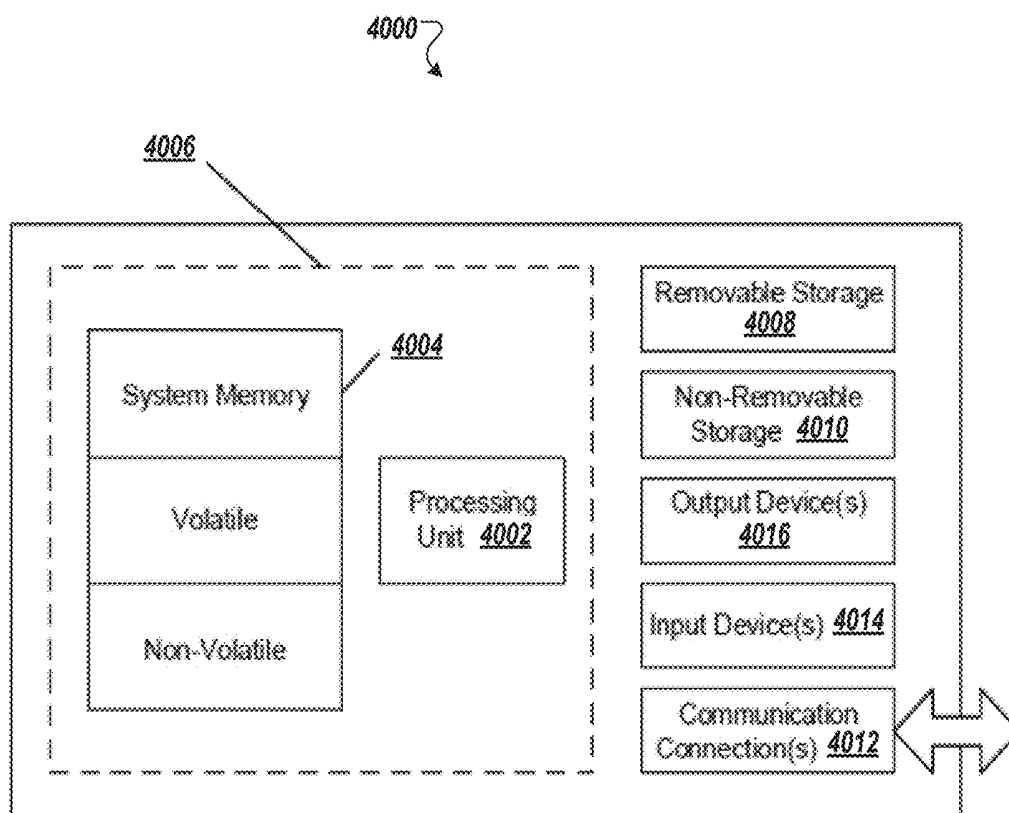 4000
4006
4004
System Memory
Volatile
Non-Volatile
Processing
Unit 4002
Removable Storage
4008
Non-Removable
Storage 4010
Output Device(s)
4016
Input Device(s) 4014
Communication
Connection(s) 4012